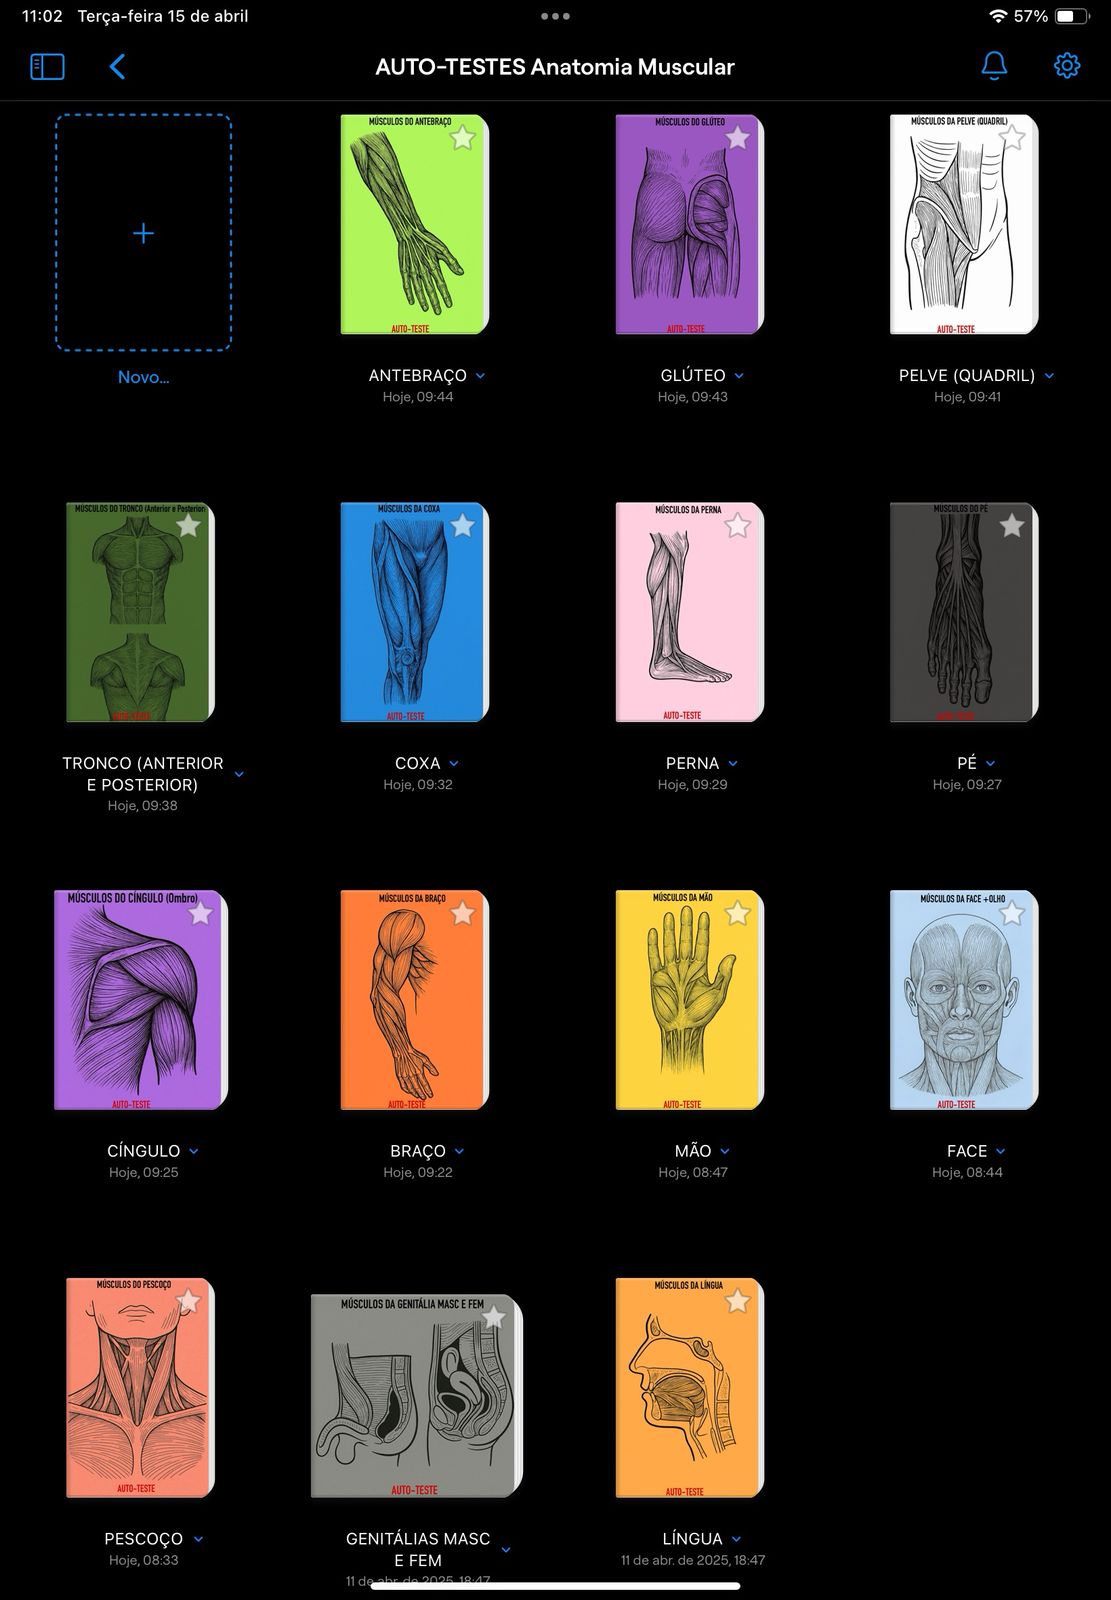 11:02 Terça-feira 15 de abril
57%
AUTO-TESTES Anatomia Muscular
Novo...
MÚSCULOS DO ANTEBRAÇO
AUTO-TESTE
ANTEBRAÇO
Hoje, 09:44
MÚSCULOS DO GLÚTEO
AUTO-TESTE
GLÚTEO
Hoje, 09:43
MÚSCULOS DA PELVE (QUADRIL)
AUTO-TESTE
PELVE (QUADRIL)
Hoje, 09:41
MÚSCULOS DO TRONCO (Anterior e Posterior
AUTO-TESTE
TRONCO (ANTERIOR
E POSTERIOR)
Hoje, 09:38
MÚSCULOS DA COXA
AUTO-TESTE
COXA
Hoje, 09:32
MÚSCULOS DA PERNA
AUTO-TESTE
PERNA
Hoje, 09:29
MÚSCULOS DO PÉ
AUTO-TESTE
PÉ
Hoje, 09:27
MÚSCULOS DO CÍNGULO (Ombro)
AUTO-TESTE
CÍNGULO
Hoje, 09:25
MÚSCULOS DA BRAÇO
AUTO-TESTE
BRAÇO
Hoje, 09:22
MÚSCULOS DA MÃO
AUTO-TESTE
MÃO
Hoje, 08:47
MÚSCULOS DA FACE +OLHO
AUTO-TESTE
FACE
Hoje, 08:44
MÚSCULOS DO PESCOÇO
AUTO-TESTE
PESCOÇO
Hoje, 08:33
MÚSCULOS DA GENITÁLIA MASC E FEM
AUTO-TESTE
GENITÁLIAS MASC
E FEM
11 de abr. de 2025, 18:47
MÚSCULOS DA LÍNGUA
AUTO-TESTE
LÍNGUA
11 de abr. de 2025, 18:47